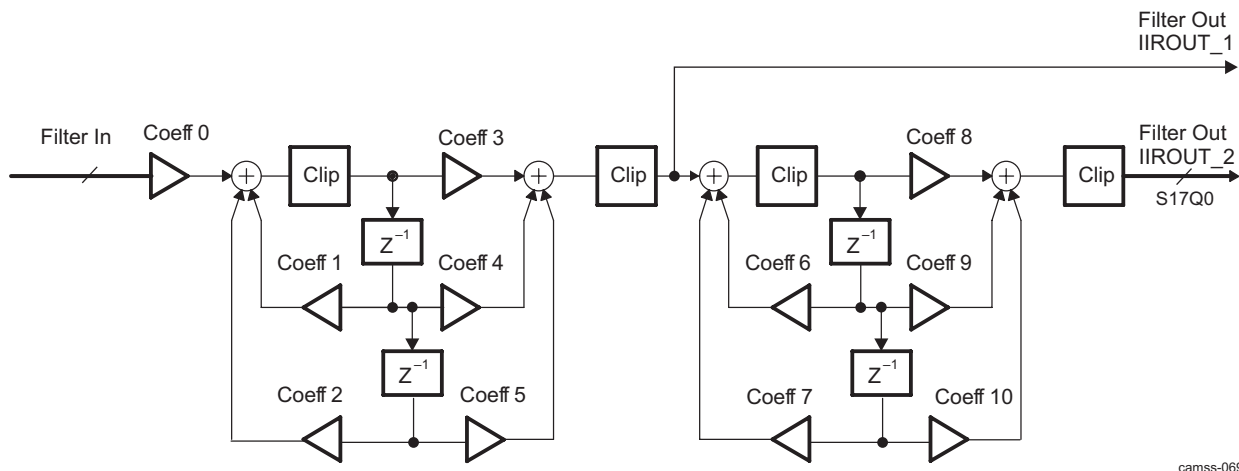 Filter Out
IIROUT_1
Filter In
Coeff 0
Coeff 3
Coeff 8
Filter Out
IIROUT_2
Clip
Clip
Clip
Clip
S17Q0
Z⁻¹
Z⁻¹
Coeff 1
Coeff 4
Coeff 6
Coeff 9
Z⁻¹
Z⁻¹
Coeff 2
Coeff 5
Coeff 7
Coeff 10
camss-069